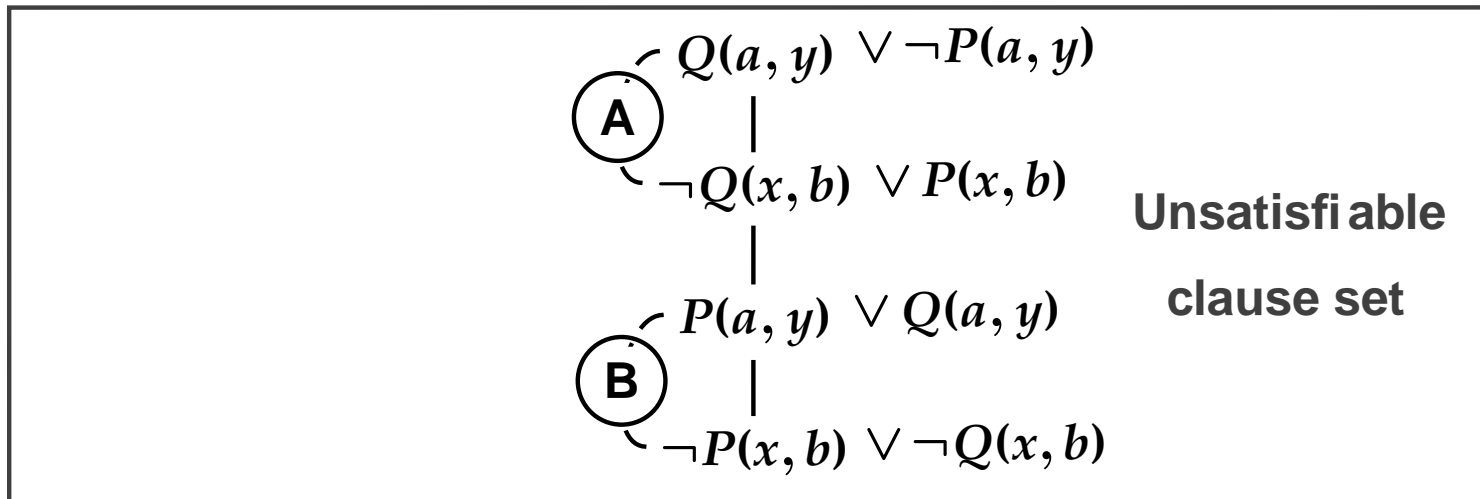 Q(a, y) ∨ ¬P(a, y)
A
¬Q(x, b) ∨ P(x, b)
Unsatisfiable
clause set
P(a, y) ∨ Q(a, y)
B
¬P(x, b) ∨ ¬Q(x, b)